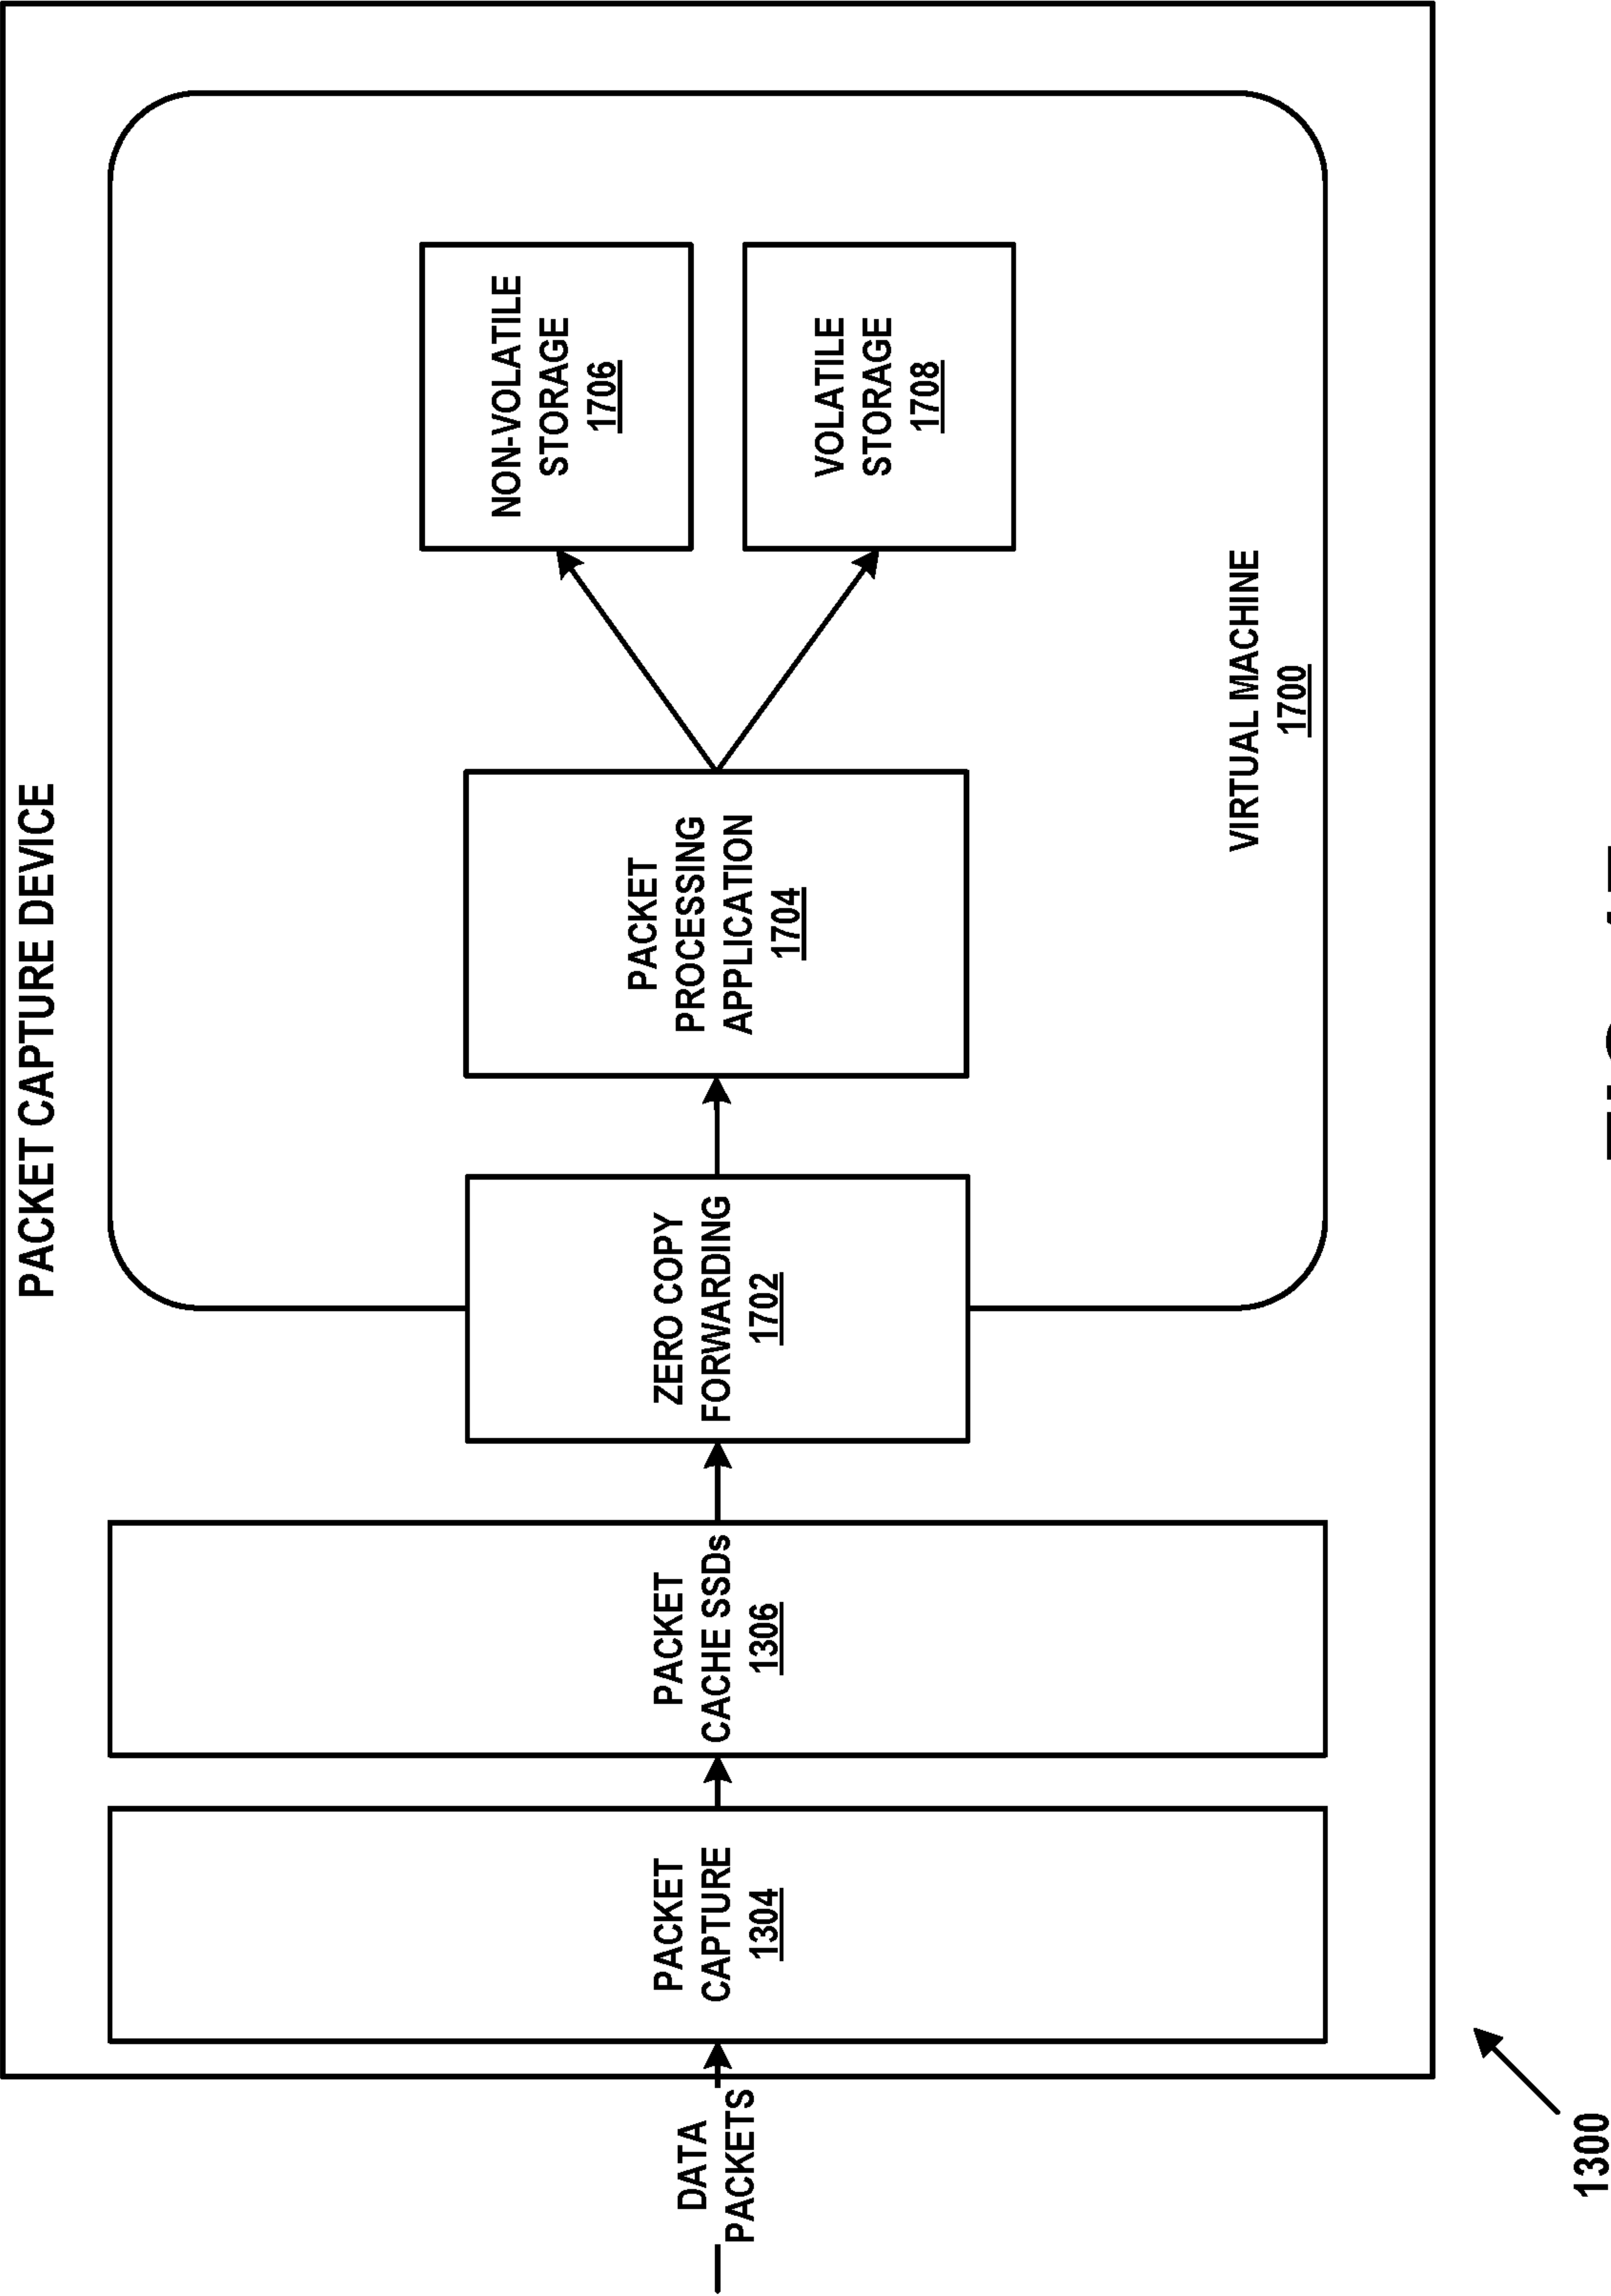 PACKET CAPTURE DEVICE
DATA
PACKETS
PACKET
CAPTURE
1304
PACKET
CACHE SSDs
1306
ZERO COPY
FORWARDING
1702
PACKET
PROCESSING
APPLICATION
1704
NON-VOLATILE
STORAGE
1706
VOLATILE
STORAGE
1708
VIRTUAL MACHINE
1700
1300